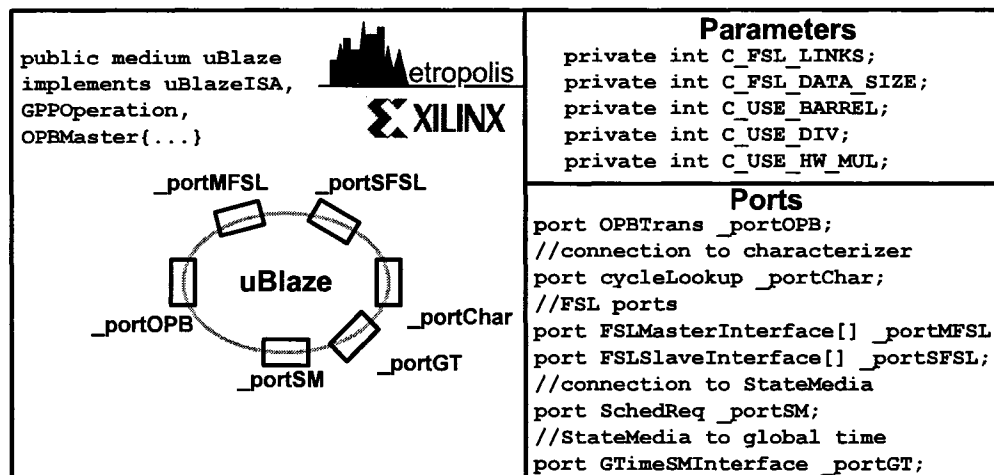 public medium uBlaze
implements uBlazeISA,
GPPOperation,
OPBMaster{...}
etropolis
XILINX
_portMFSL
_portSFSL
uBlaze
_portOPB
_portChar
_portSM
_portGT
Parameters
private int C_FSL_LINKS;
private int C_FSL_DATA_SIZE;
private int C_USE_BARREL;
private int C_USE_DIV;
private int C_USE_HW_MUL;
Ports
port OPBTrans _portOPB;
//connection to characterizer
port cycleLookup _portChar;
//FSL ports
port FSLMasterInterface[] _portMFSL
port FSLSlaveInterface[] _portSFSL;
//connection to StateMedia
port SchedReq _portSM;
//StateMedia to global time
port GTimeSMInterface _portGT;